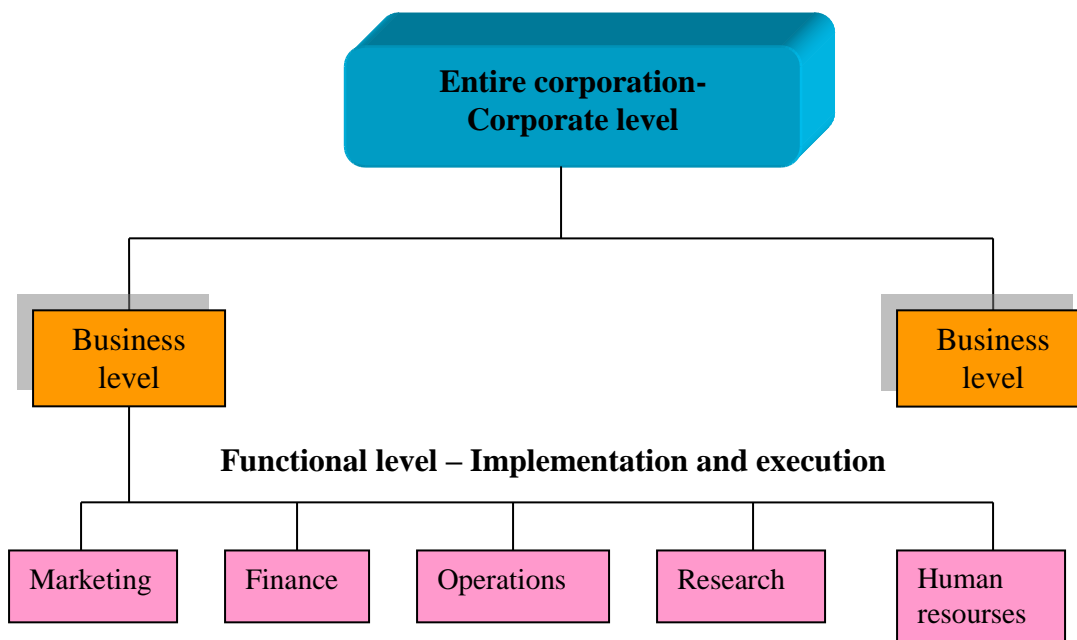 Entire corporation-
Corporate level
Business
level
Business
level
Functional level – Implementation and execution
Marketing
Finance
Operations
Research
Human
resourses